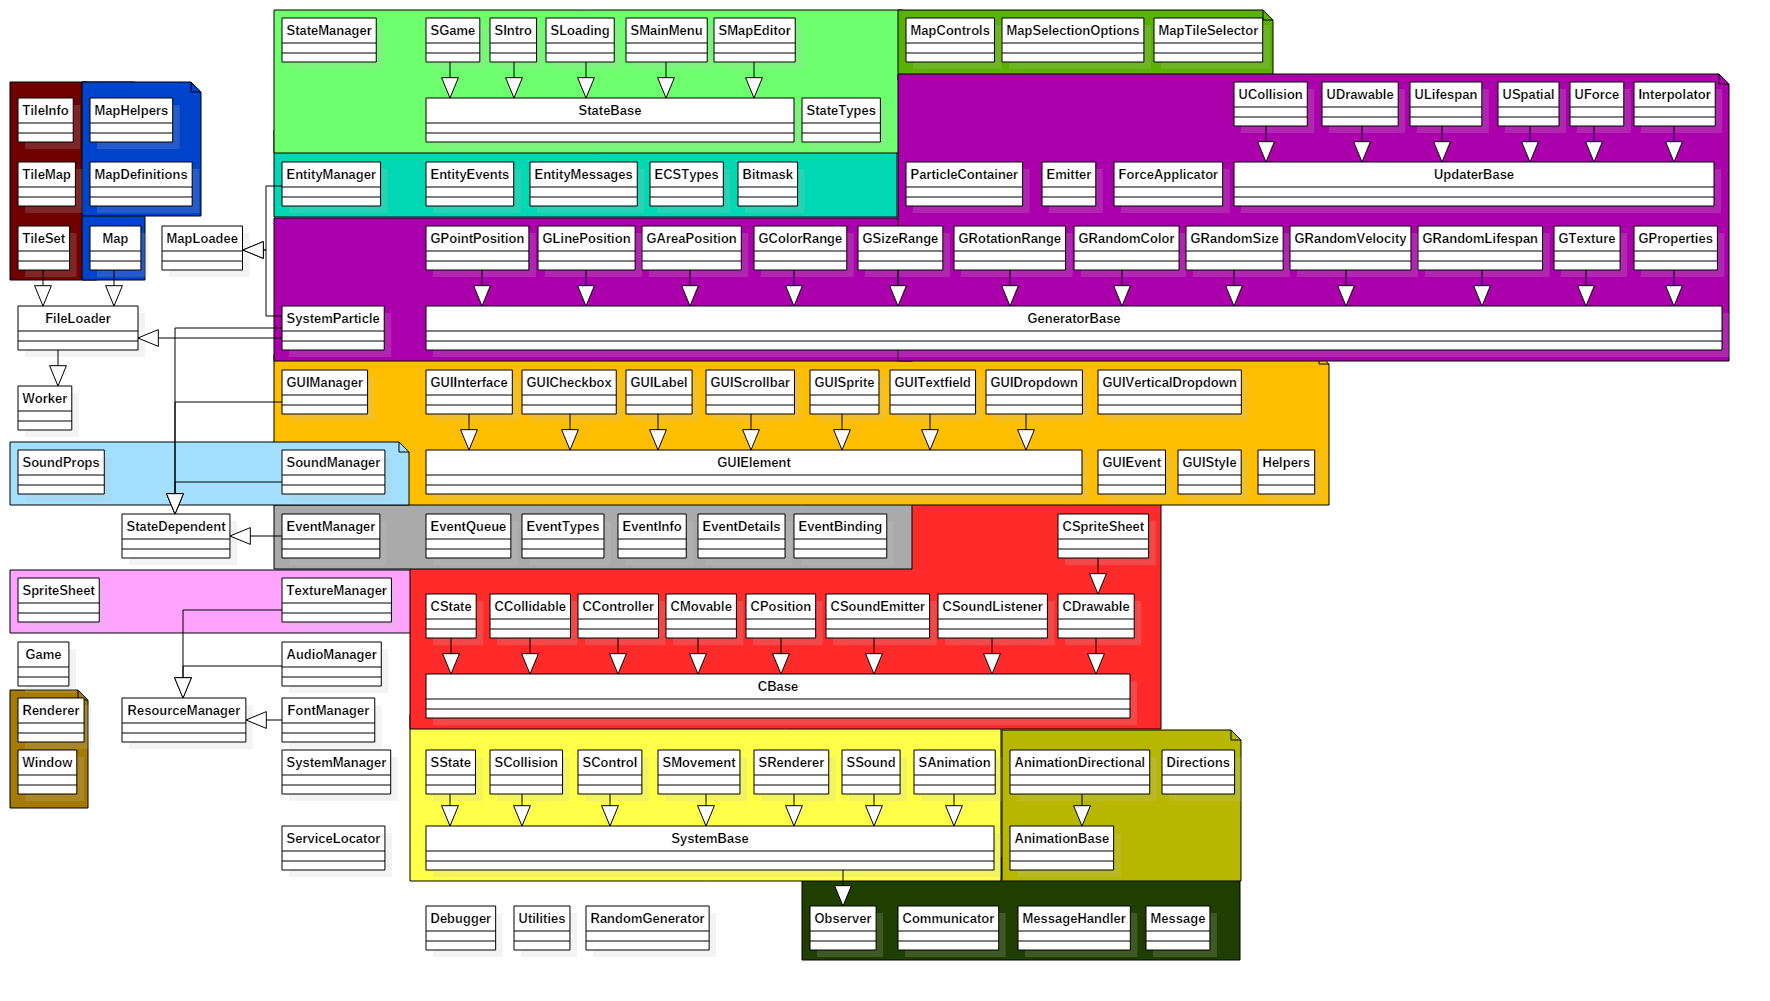 StateManager
SGame
SIntro
SLoading
SMainMenu
SMapEditor
MapControls
MapSelectionOptions
MapTileSelector
StateBase
StateTypes
TileInfo
MapHelpers
UCollision
UDrawable
ULifespan
USpatial
UForce
Interpolator
TileMap
MapDefinitions
EntityManager
EntityEvents
EntityMessages
ECSTypes
Bitmask
ParticleContainer
Emitter
ForceApplicator
UpdaterBase
TileSet
Map
MapLoadee
GPointPosition
GLinePosition
GAreaPosition
GColorRange
GSizeRange
GRotationRange
GRandomColor
GRandomSize
GRandomVelocity
GRandomLifespan
GTexture
GProperties
FileLoader
SystemParticle
GeneratorBase
Worker
GUIManager
GUIInterface
GUICheckbox
GUILabel
GUIScrollbar
GUISprite
GUITextfield
GUIDropdown
GUIVerticalDropdown
SoundProps
SoundManager
GUIElement
GUIEvent
GUIStyle
Helpers
StateDependent
EventManager
EventQueue
EventTypes
EventInfo
EventDetails
EventBinding
CSpriteSheet
SpriteSheet
TextureManager
CState
CCollidable
CController
CMovable
CPosition
CSoundEmitter
CSoundListener
CDrawable
Game
AudioManager
CBase
Renderer
ResourceManager
FontManager
Window
SystemManager
SState
SCollision
SControl
SMovement
SRenderer
SSound
SAnimation
AnimationDirectional
Directions
ServiceLocator
SystemBase
AnimationBase
Debugger
Utilities
RandomGenerator
Observer
Communicator
MessageHandler
Message